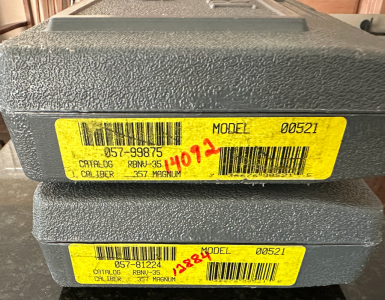 MODEL 00521
057-99875
14092
CATALOG RBNV-35
CALIBER .357 MAGNUM
MODEL 00521
057-81224
12884
CATALOG RBNV-35
CALIBER .357 MAGNUM